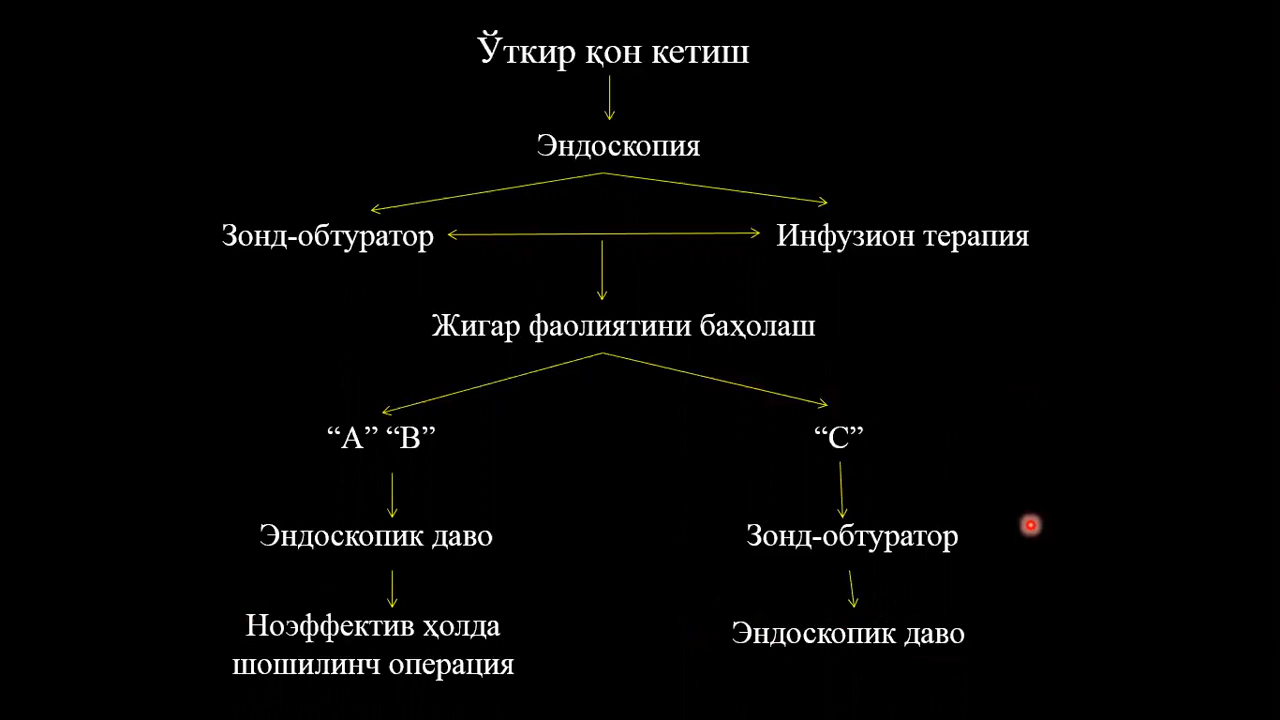 Ўткир қон кетиш
Эндоскопия
Зонд-обтуратор
Инфузион терапия
Жигар фаолиятини баҳолаш
“А” “В”
“С”
Эндоскопик даво
Зонд-обтуратор
Ноэффектив ҳолда
шошилинч операция
Эндоскопик даво